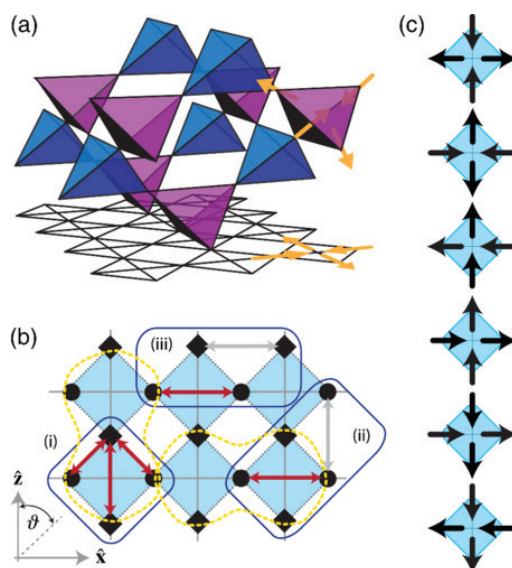 (a)
(c)
(b)
(iii)
(i)
(ii)
ẑ
ϑ
x̂